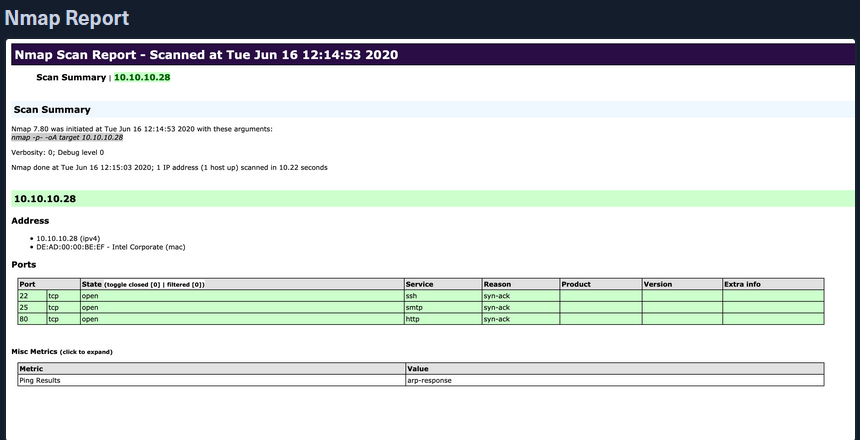 Nmap Report
Nmap Scan Report - Scanned at Tue Jun 16 12:14:53 2020
Scan Summary | 10.10.10.28
Scan Summary
Nmap 7.80 was initiated at Tue Jun 16 12:14:53 2020 with these arguments:
nmap -p- -oA target 10.10.10.28
Verbosity: 0; Debug level 0
Nmap done at Tue Jun 16 12:15:03 2020; 1 IP address (1 host up) scanned in 10.22 seconds
10.10.10.28
Address
• 10.10.10.28 (ipv4)
• DE:AD:00:00:BE:EF - Intel Corporate (mac)
Ports
Port State (toggle closed [0] | filtered [0]) Service Reason Product Version Extra info
22 tcp open ssh syn-ack
25 tcp open smtp syn-ack
80 tcp open http syn-ack
Misc Metrics (click to expand)
Metric Value
Ping Results arp-response